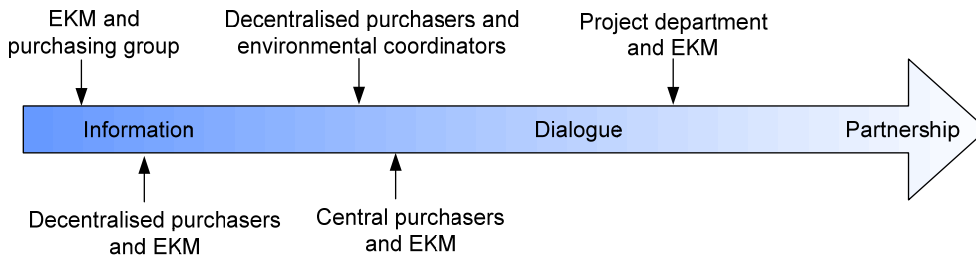 EKM and
purchasing group
Decentralised purchasers and
environmental coordinators
Project department
and EKM
Information
Dialogue
Partnership
Decentralised purchasers
and EKM
Central purchasers
and EKM